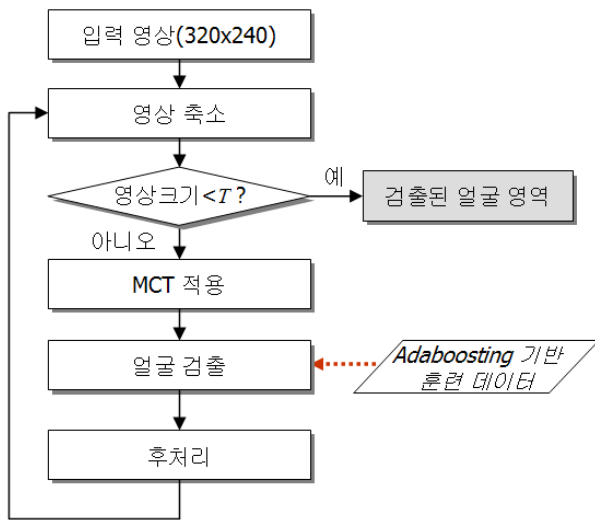 입력 영상(320x240)
영상 축소
영상크기<T ?
예
검출된 얼굴 영역
아니오
MCT 적용
얼굴 검출
Adaboosting 기반
훈련 데이터
후처리